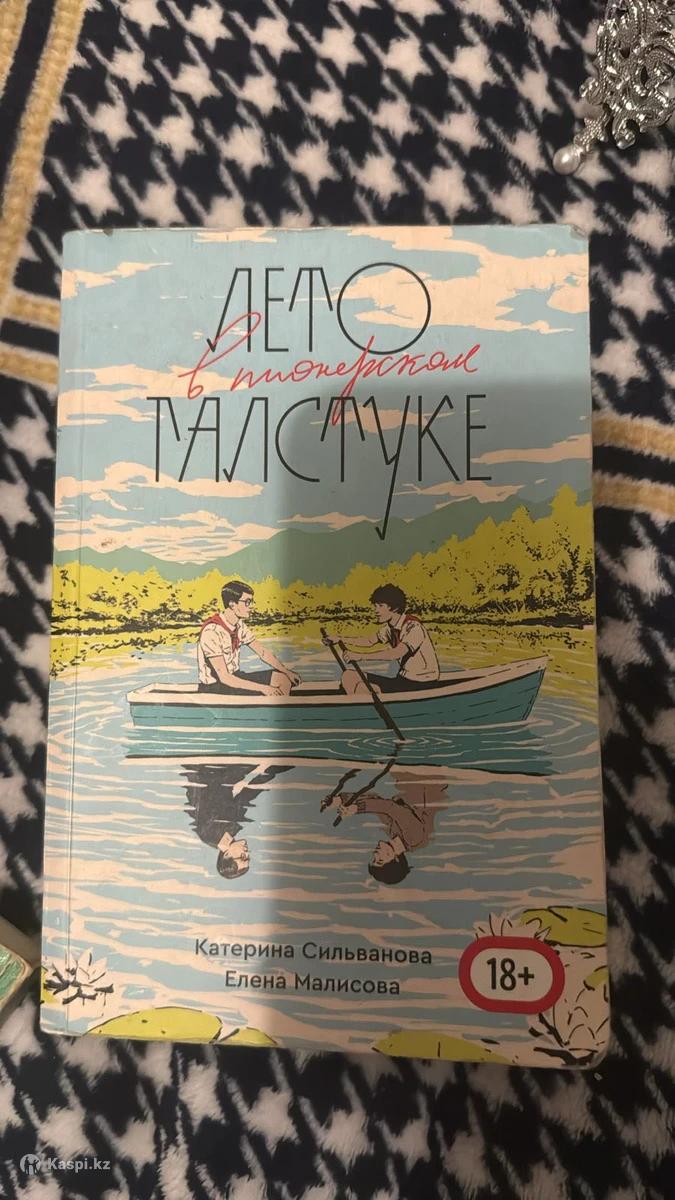 ЛЕТО
в пионерском
ГАЛСТУКЕ
Катерина Сильванова
Елена Малисова
18+
Kaspi.kz